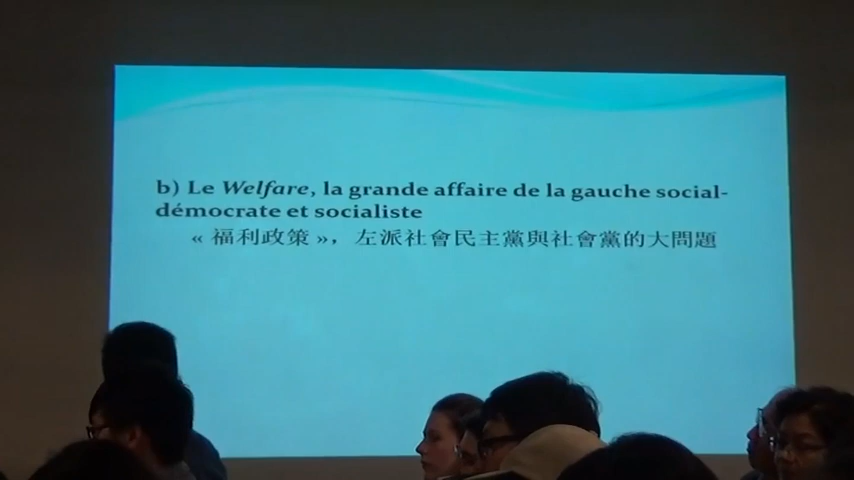 b) Le Welfare, la grande affaire de la gauche social-
démocrate et socialiste
« 福利政策 », 左派社會民主黨與社會黨的大問題